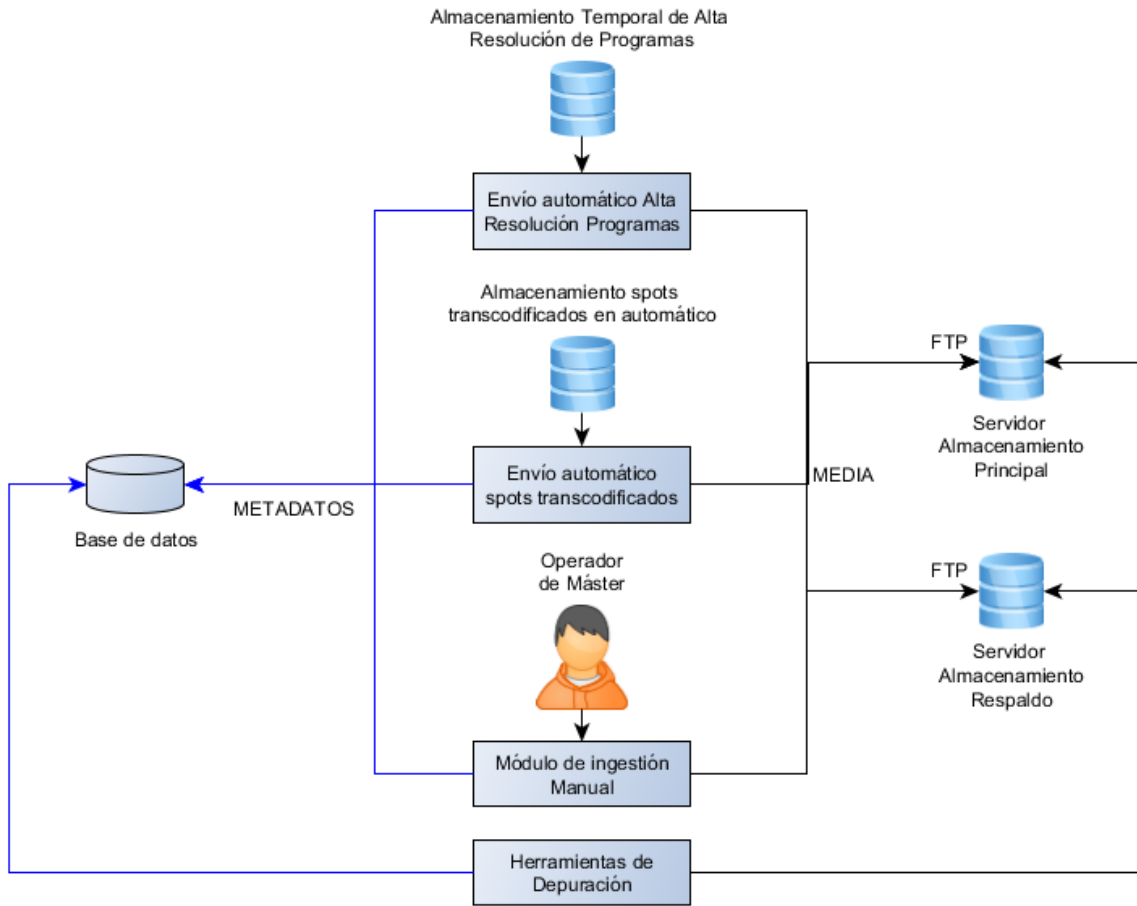 Almacenamiento Temporal de Alta
Resolución de Programas
Envío automático Alta
Resolución Programas
Almacenamiento spots
transcodificados en automático
FTP
Servidor
Almacenamiento
Principal
Envío automático
spots transcodificados
MEDIA
METADATOS
Base de datos
Operador
de Máster
FTP
Servidor
Almacenamiento
Respaldo
Módulo de ingestión
Manual
Herramientas de
Depuración